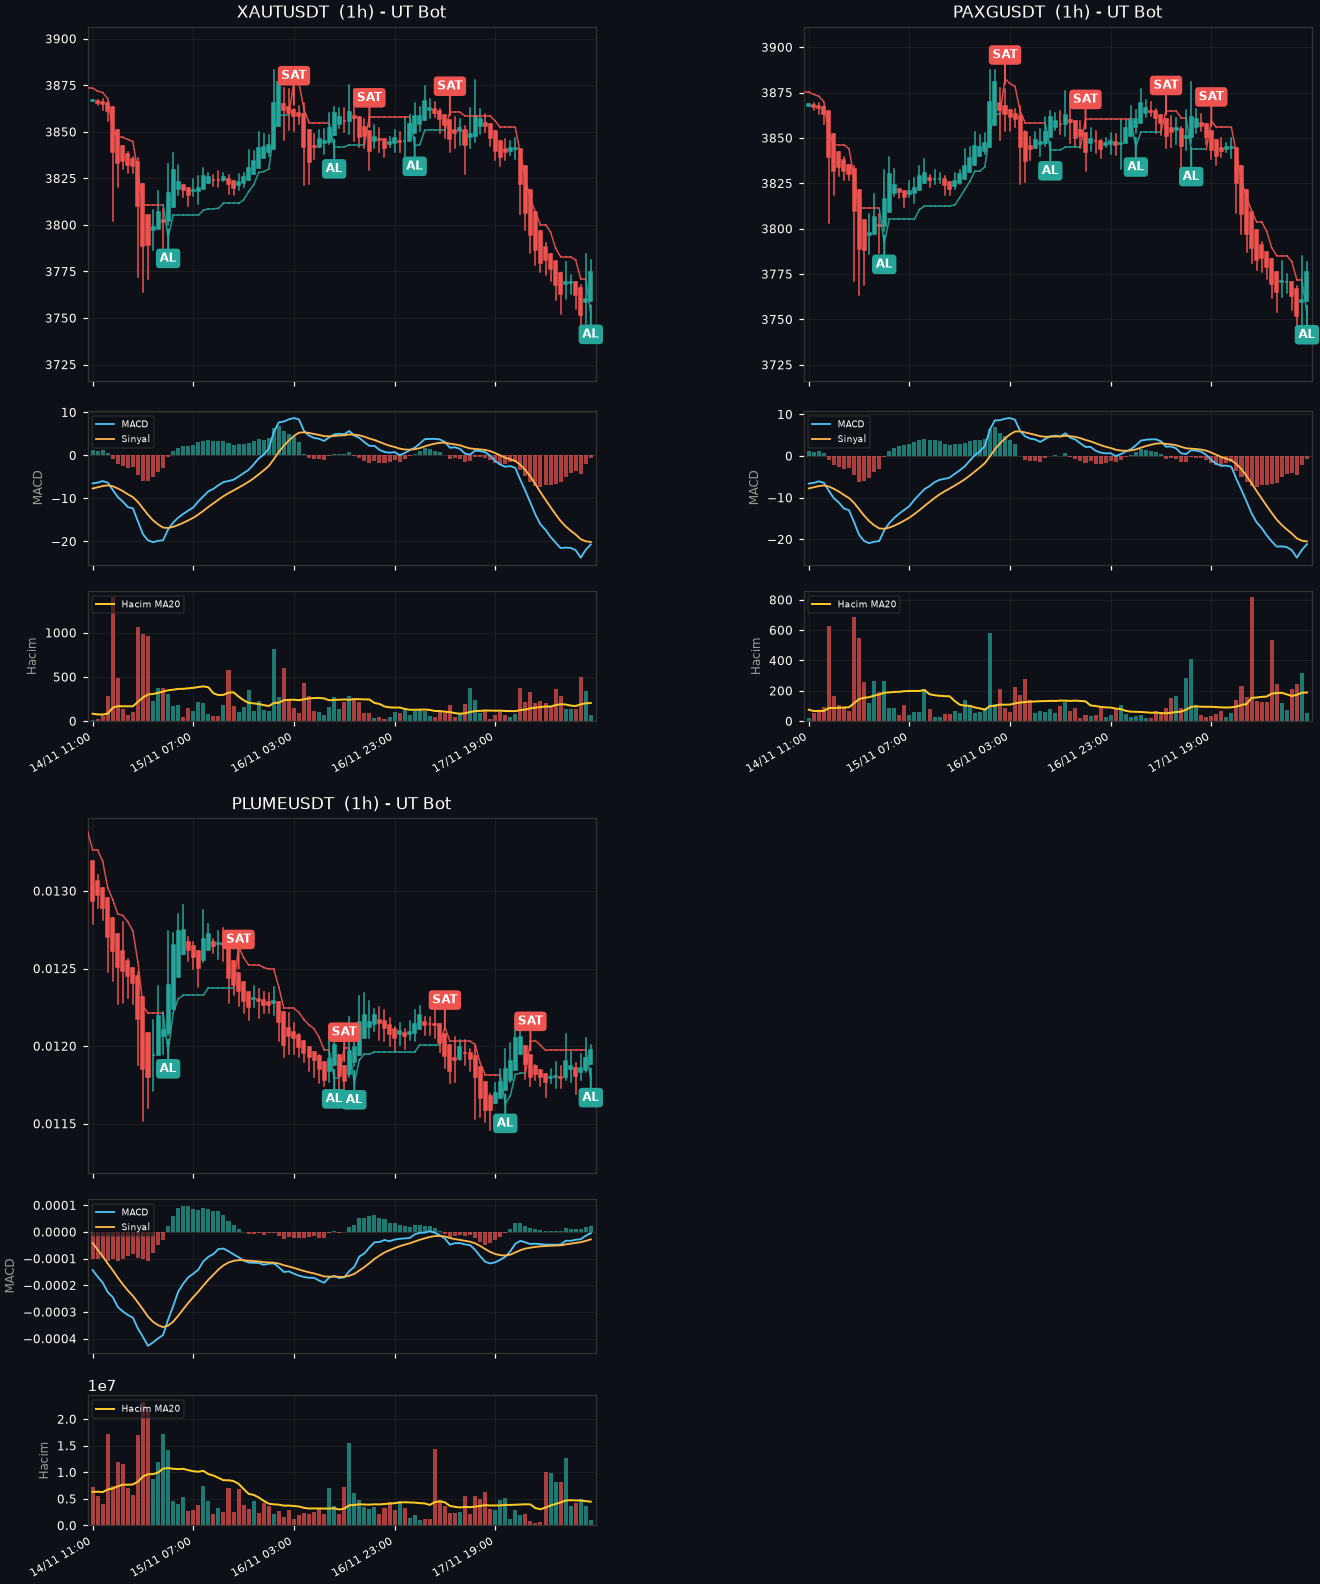 XAUTUSDT  (1h) - UT Bot
3900
3875
3850
3825
3800
3775
3750
3725
SAT
SAT
SAT
AL
AL
AL
AL
10
0
−10
−20
MACD
MACD
Sinyal
1000
500
0
Hacim
Hacim MA20
14/11 11:00
15/11 07:00
16/11 03:00
16/11 23:00
17/11 19:00
PAXGUSDT  (1h) - UT Bot
3900
3875
3850
3825
3800
3775
3750
3725
SAT
SAT
SAT
SAT
AL
AL
AL
AL
AL
10
0
−10
−20
MACD
MACD
Sinyal
800
600
400
200
0
Hacim
Hacim MA20
14/11 11:00
15/11 07:00
16/11 03:00
16/11 23:00
17/11 19:00
PLUMEUSDT  (1h) - UT Bot
0.0130
0.0125
0.0120
0.0115
SAT
SAT
SAT
SAT
AL
AL
AL
AL
AL
0.0001
0.0000
−0.0001
−0.0002
−0.0003
−0.0004
MACD
MACD
Sinyal
1e7
2.0
1.5
1.0
0.5
0.0
Hacim
Hacim MA20
14/11 11:00
15/11 07:00
16/11 03:00
16/11 23:00
17/11 19:00